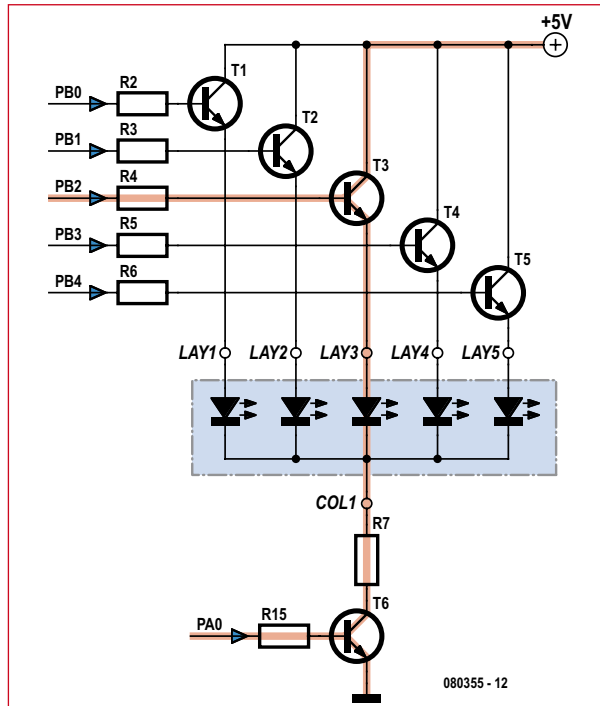 +5V
T1
R2
PB0
T2
R3
PB1
T3
R4
PB2
T4
R5
PB3
T5
R6
PB4
LAY1 LAY2 LAY3 LAY4 LAY5
COL1
R7
T6
R15
PA0
080355 - 12